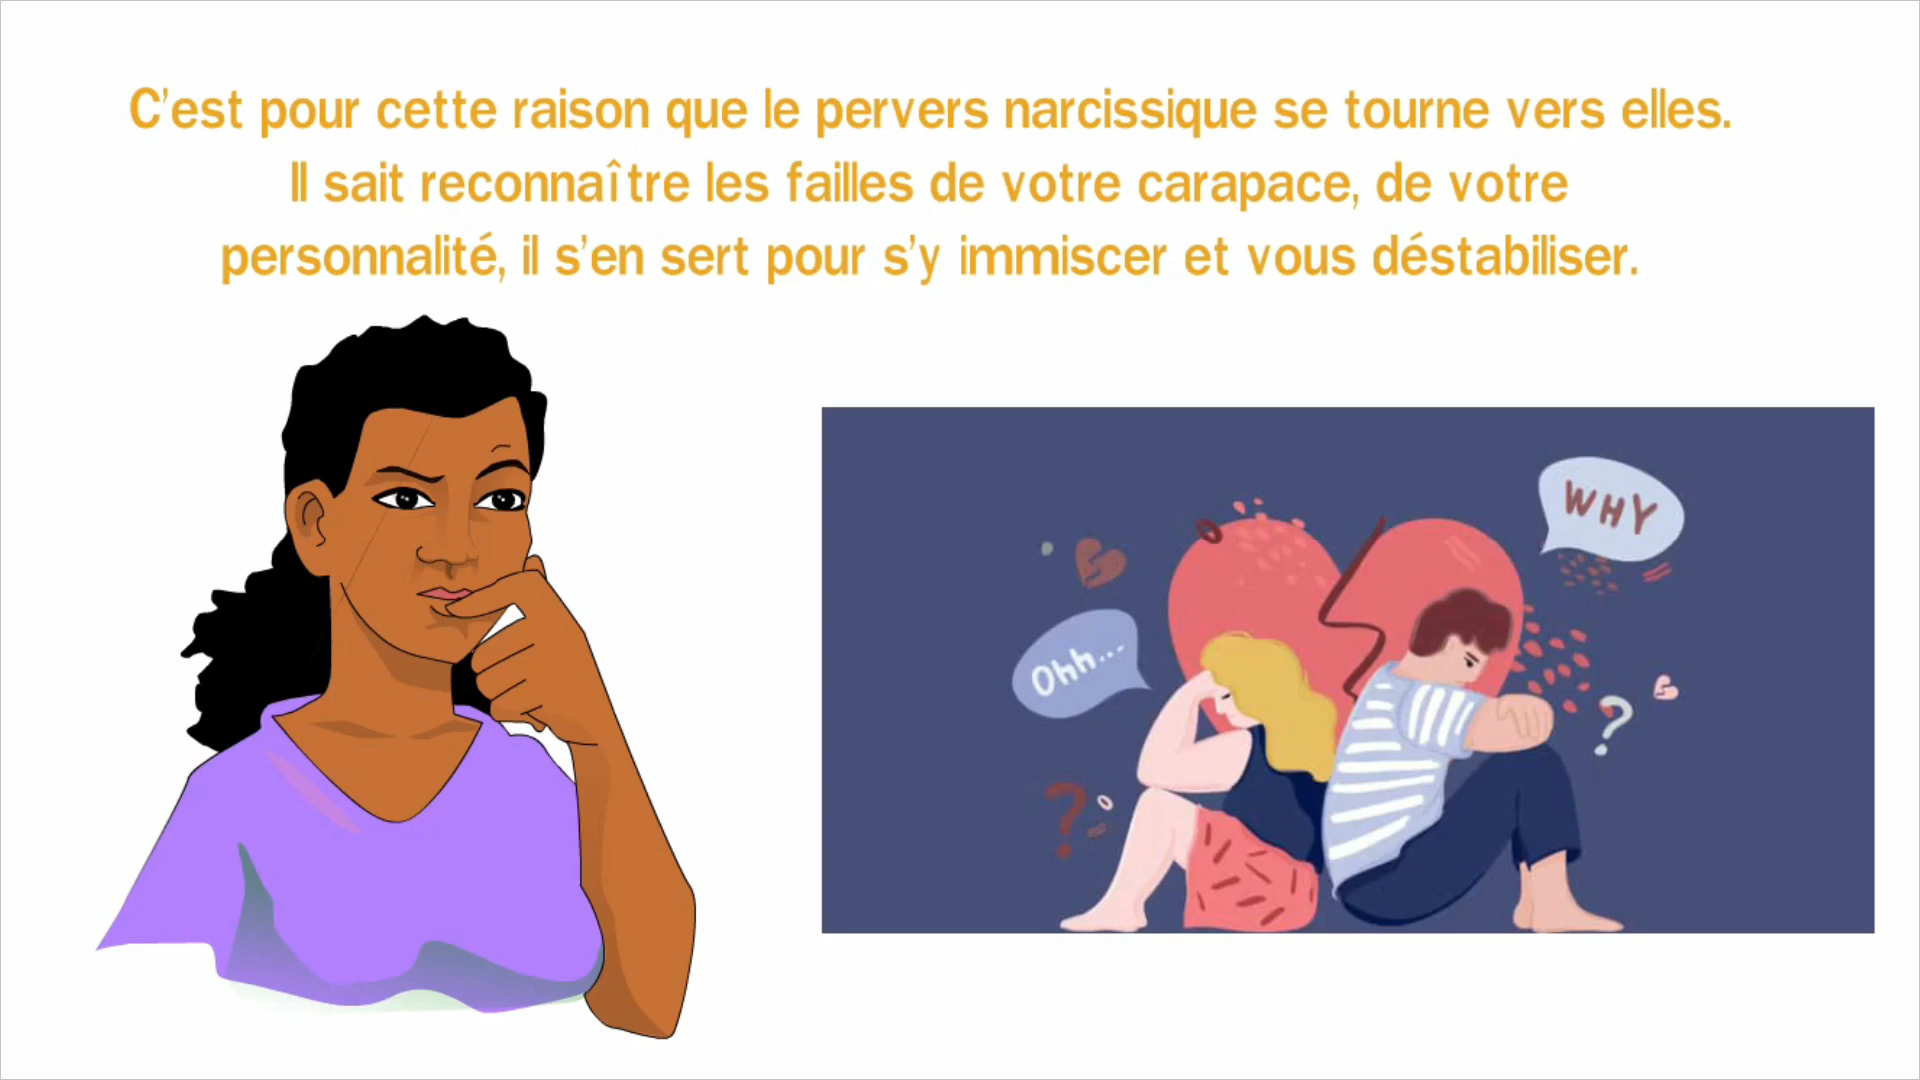 C'est pour cette raison que le pervers narcissique se tourne vers elles.
Il sait reconnaître les failles de votre carapace, de votre
personnalité, il s'en sert pour s'y immiscer et vous déstabiliser.
WHY
Ohh...
?
?